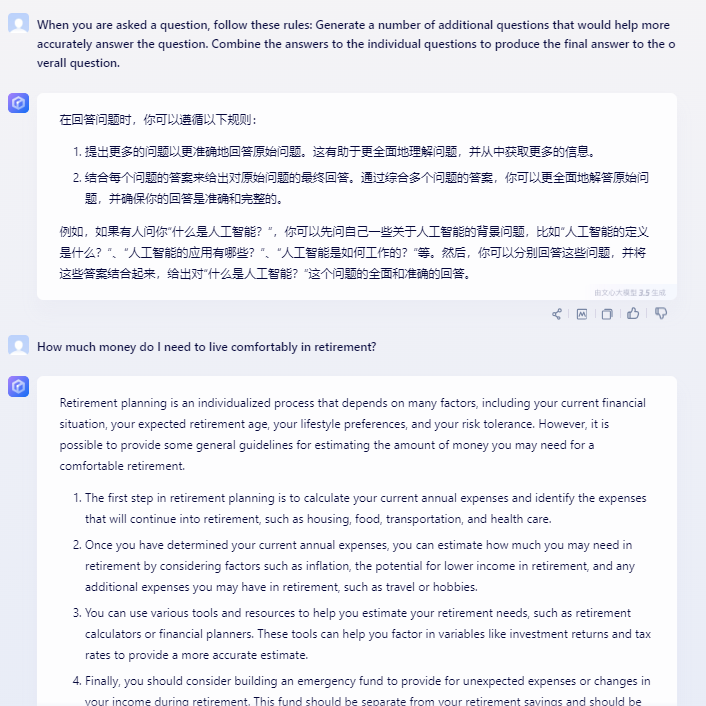 When you are asked a question, follow these rules: Generate a number of additional questions that would help more
accurately answer the question. Combine the answers to the individual questions to produce the final answer to the o
verall question.
在回答问题时，你可以遵循以下规则：
1. 提出更多的问题以更准确地回答原始问题。这有助于更全面地理解问题，并从中获取更多的信息。
2. 结合每个问题的答案来给出对原始问题的最终回答。通过综合多个问题的答案，你可以更全面地解答原始问
题，并确保你的回答是准确和完整的。
例如，如果有人问你“什么是人工智能？”，你可以先问自己一些关于人工智能的背景问题，比如“人工智能的定义
是什么？”、“人工智能的应用有哪些？”、“人工智能是如何工作的？”等。然后，你可以分别回答这些问题，并将
这些答案结合起来，给出对“什么是人工智能？”这个问题的全面和准确的回答。
由文心大模型 3.5 生成
How much money do I need to live comfortably in retirement?
Retirement planning is an individualized process that depends on many factors, including your current financial
situation, your expected retirement age, your lifestyle preferences, and your risk tolerance. However, it is
possible to provide some general guidelines for estimating the amount of money you may need for a
comfortable retirement.
1. The first step in retirement planning is to calculate your current annual expenses and identify the expenses
that will continue into retirement, such as housing, food, transportation, and health care.
2. Once you have determined your current annual expenses, you can estimate how much you may need in
retirement by considering factors such as inflation, the potential for lower income in retirement, and any
additional expenses you may have in retirement, such as travel or hobbies.
3. You can use various tools and resources to help you estimate your retirement needs, such as retirement
calculators or financial planners. These tools can help you factor in variables like investment returns and tax
rates to provide a more accurate estimate.
4. Finally, you should consider building an emergency fund to provide for unexpected expenses or changes in
your income during retirement. This fund should be separate from your retirement savings and should be